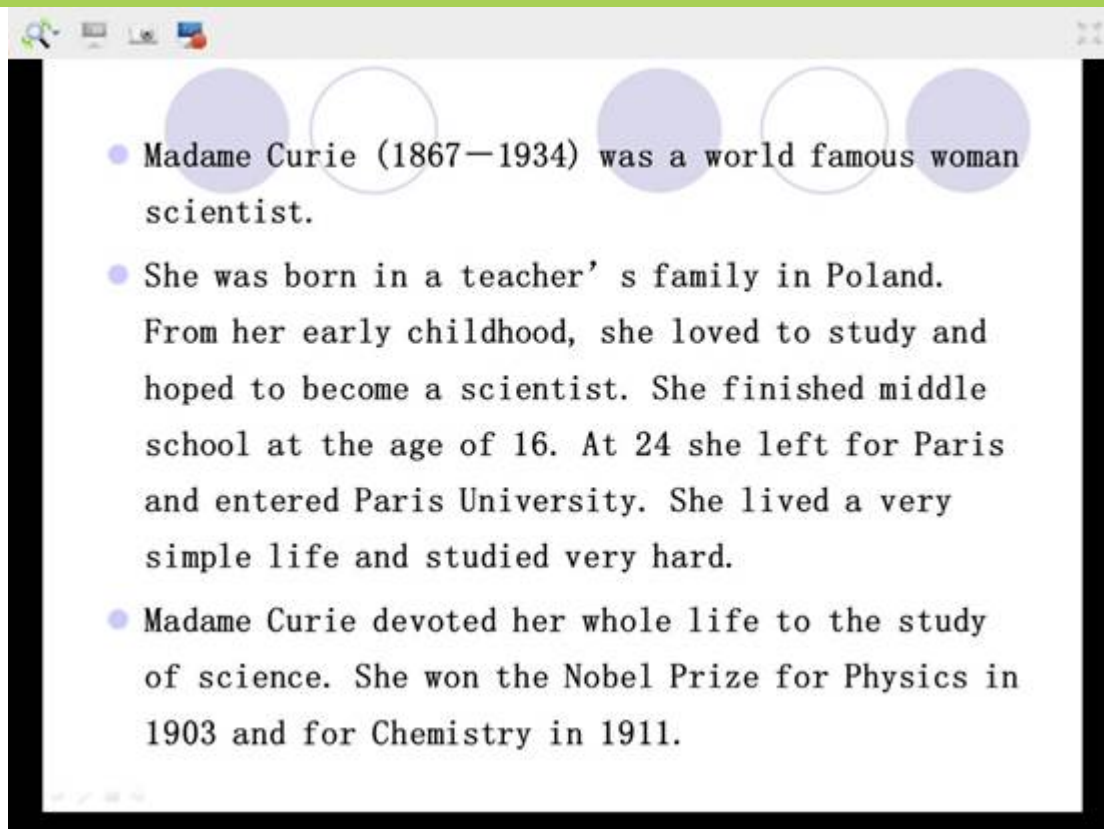 Madame Curie (1867—1934) was a world famous woman
scientist.
She was born in a teacher’s family in Poland.
From her early childhood, she loved to study and
hoped to become a scientist. She finished middle
school at the age of 16. At 24 she left for Paris
and entered Paris University. She lived a very
simple life and studied very hard.
Madame Curie devoted her whole life to the study
of science. She won the Nobel Prize for Physics in
1903 and for Chemistry in 1911.